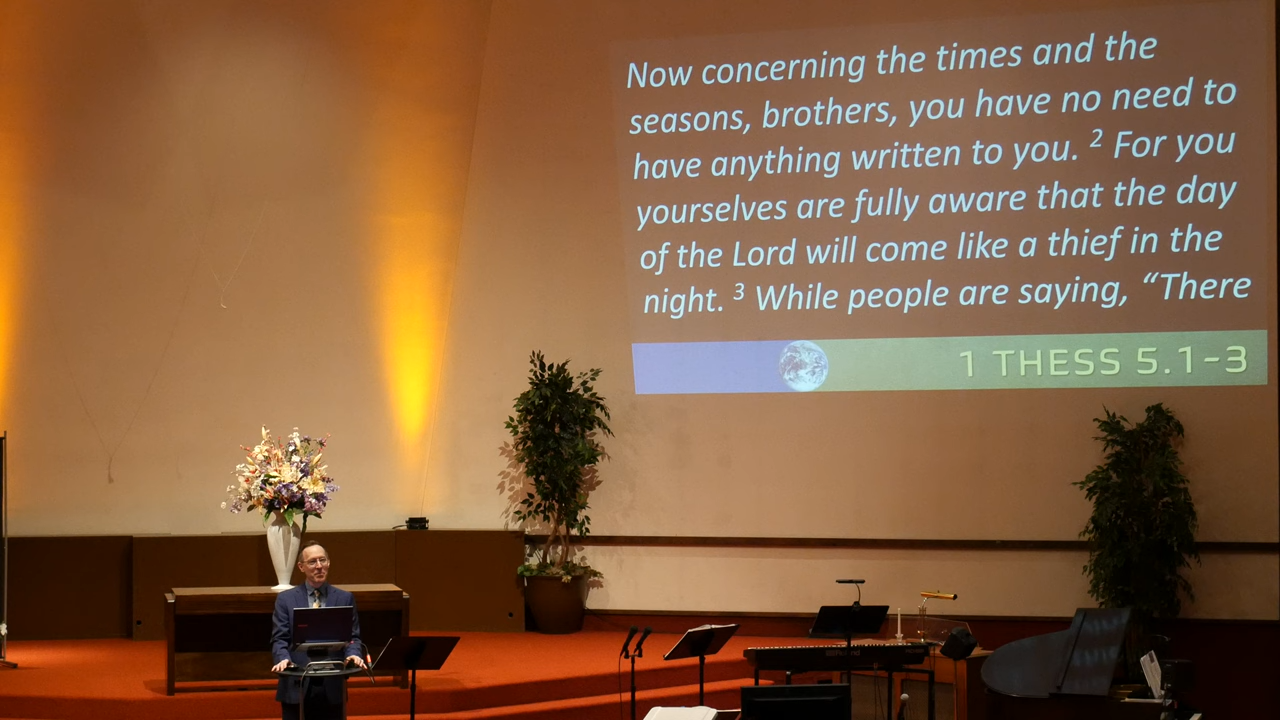 Now concerning the times and the
seasons, brothers, you have no need to
have anything written to you. ² For you
yourselves are fully aware that the day
of the Lord will come like a thief in the
night. ³ While people are saying, “There
1 THESS 5.1-3